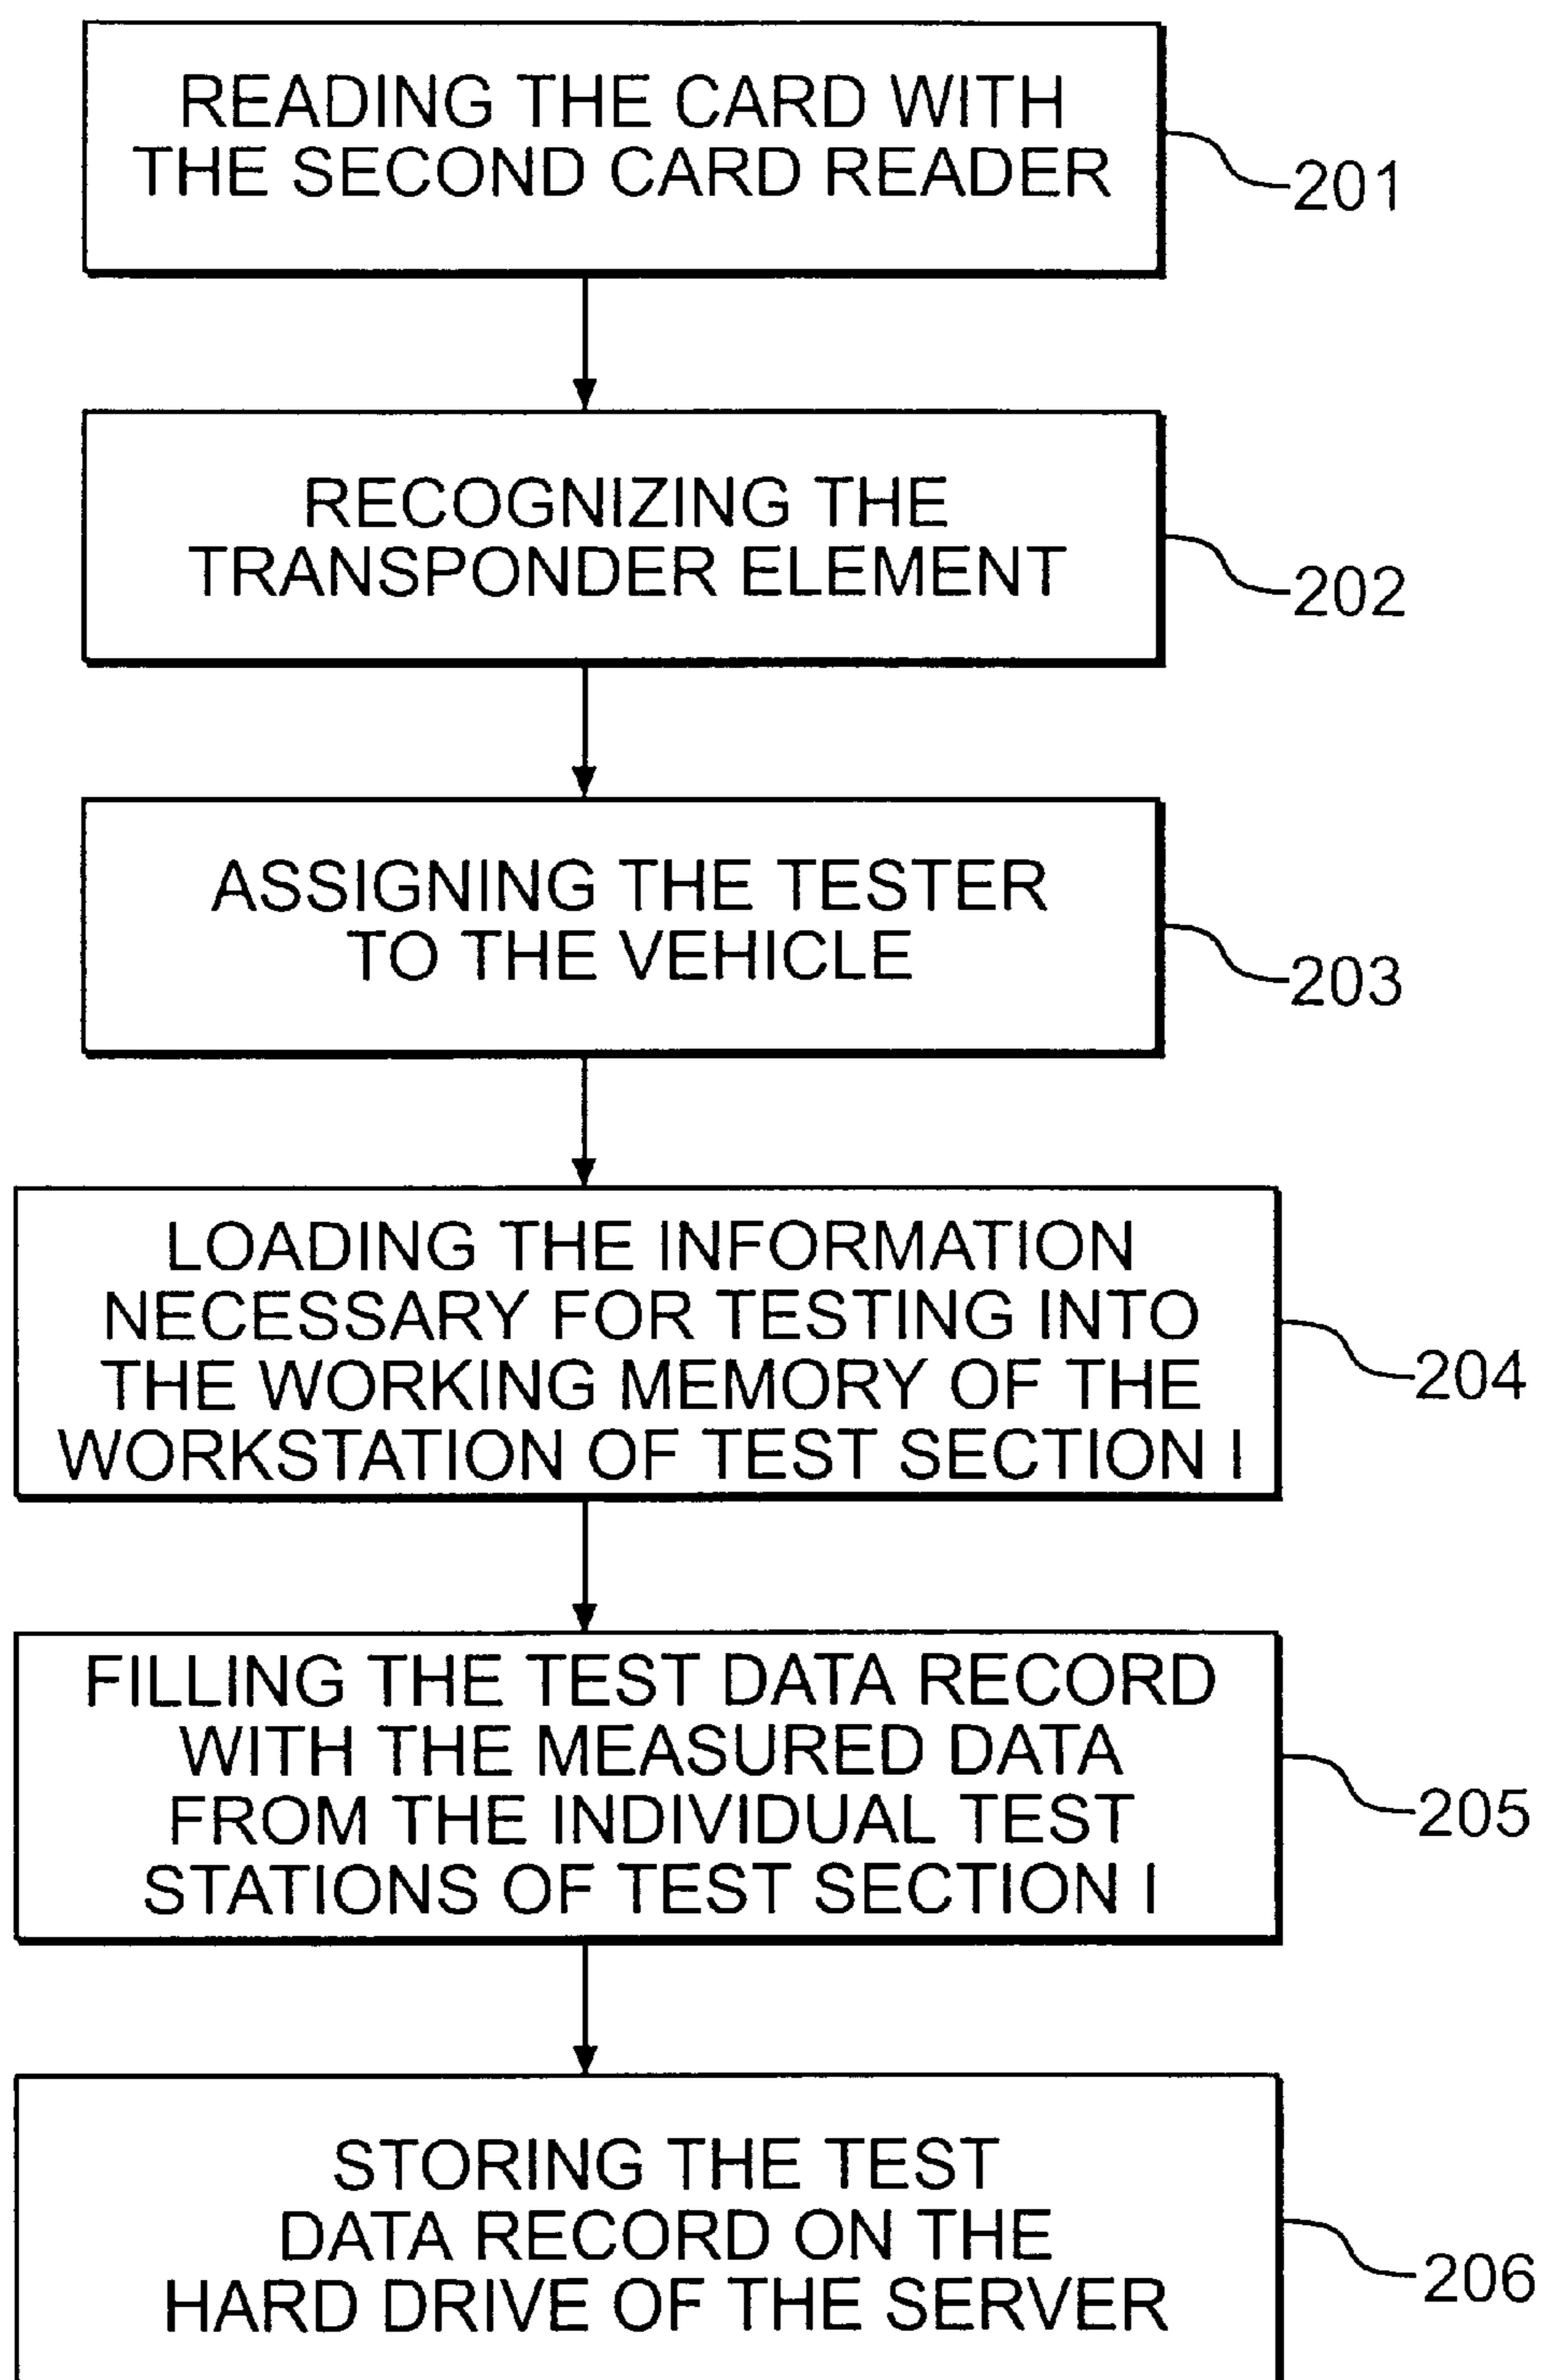 READING THE CARD WITH
THE SECOND CARD READER
201
RECOGNIZING THE
TRANSPONDER ELEMENT
202
ASSIGNING THE TESTER
TO THE VEHICLE
203
LOADING THE INFORMATION
NECESSARY FOR TESTING INTO
THE WORKING MEMORY OF THE
WORKSTATION OF TEST SECTION I
204
FILLING THE TEST DATA RECORD
WITH THE MEASURED DATA
FROM THE INDIVIDUAL TEST
STATIONS OF TEST SECTION I
205
STORING THE TEST
DATA RECORD ON THE
HARD DRIVE OF THE SERVER
206